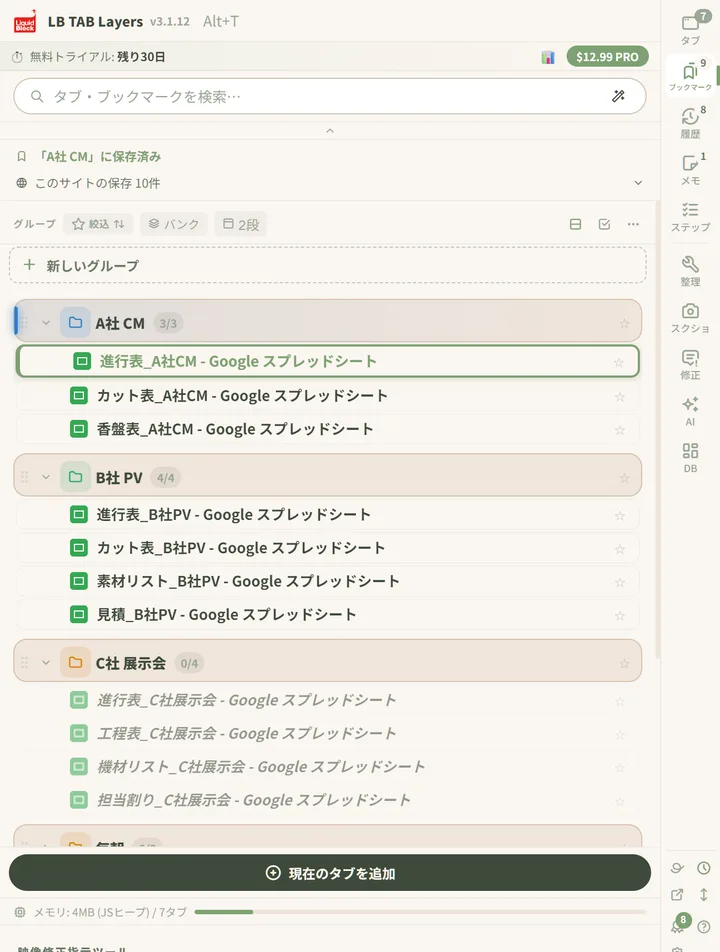 Liquid Block
LB TAB Layers v3.1.12 Alt+T
無料トライアル: 残り30日
$12.99 PRO
タブ・ブックマークを検索…
「A社 CM」に保存済み
このサイトの保存 10件
グループ 絞込 バンク 2段
新しいグループ
A社 CM 3/3
進行表_A社CM - Google スプレッドシート
カット表_A社CM - Google スプレッドシート
香盤表_A社CM - Google スプレッドシート
B社 PV 4/4
進行表_B社PV - Google スプレッドシート
カット表_B社PV - Google スプレッドシート
素材リスト_B社PV - Google スプレッドシート
見積_B社PV - Google スプレッドシート
C社 展示会 0/4
進行表_C社展示会 - Google スプレッドシート
工程表_C社展示会 - Google スプレッドシート
機材リスト_C社展示会 - Google スプレッドシート
担当割り_C社展示会 - Google スプレッドシート
現在のタブを追加
メモリ: 4MB (JSヒープ) / 7タブ
7
タブ
9
ブックマーク
8
履歴
1
メモ
ステップ
整理
スクショ
修正
AI
DB
8